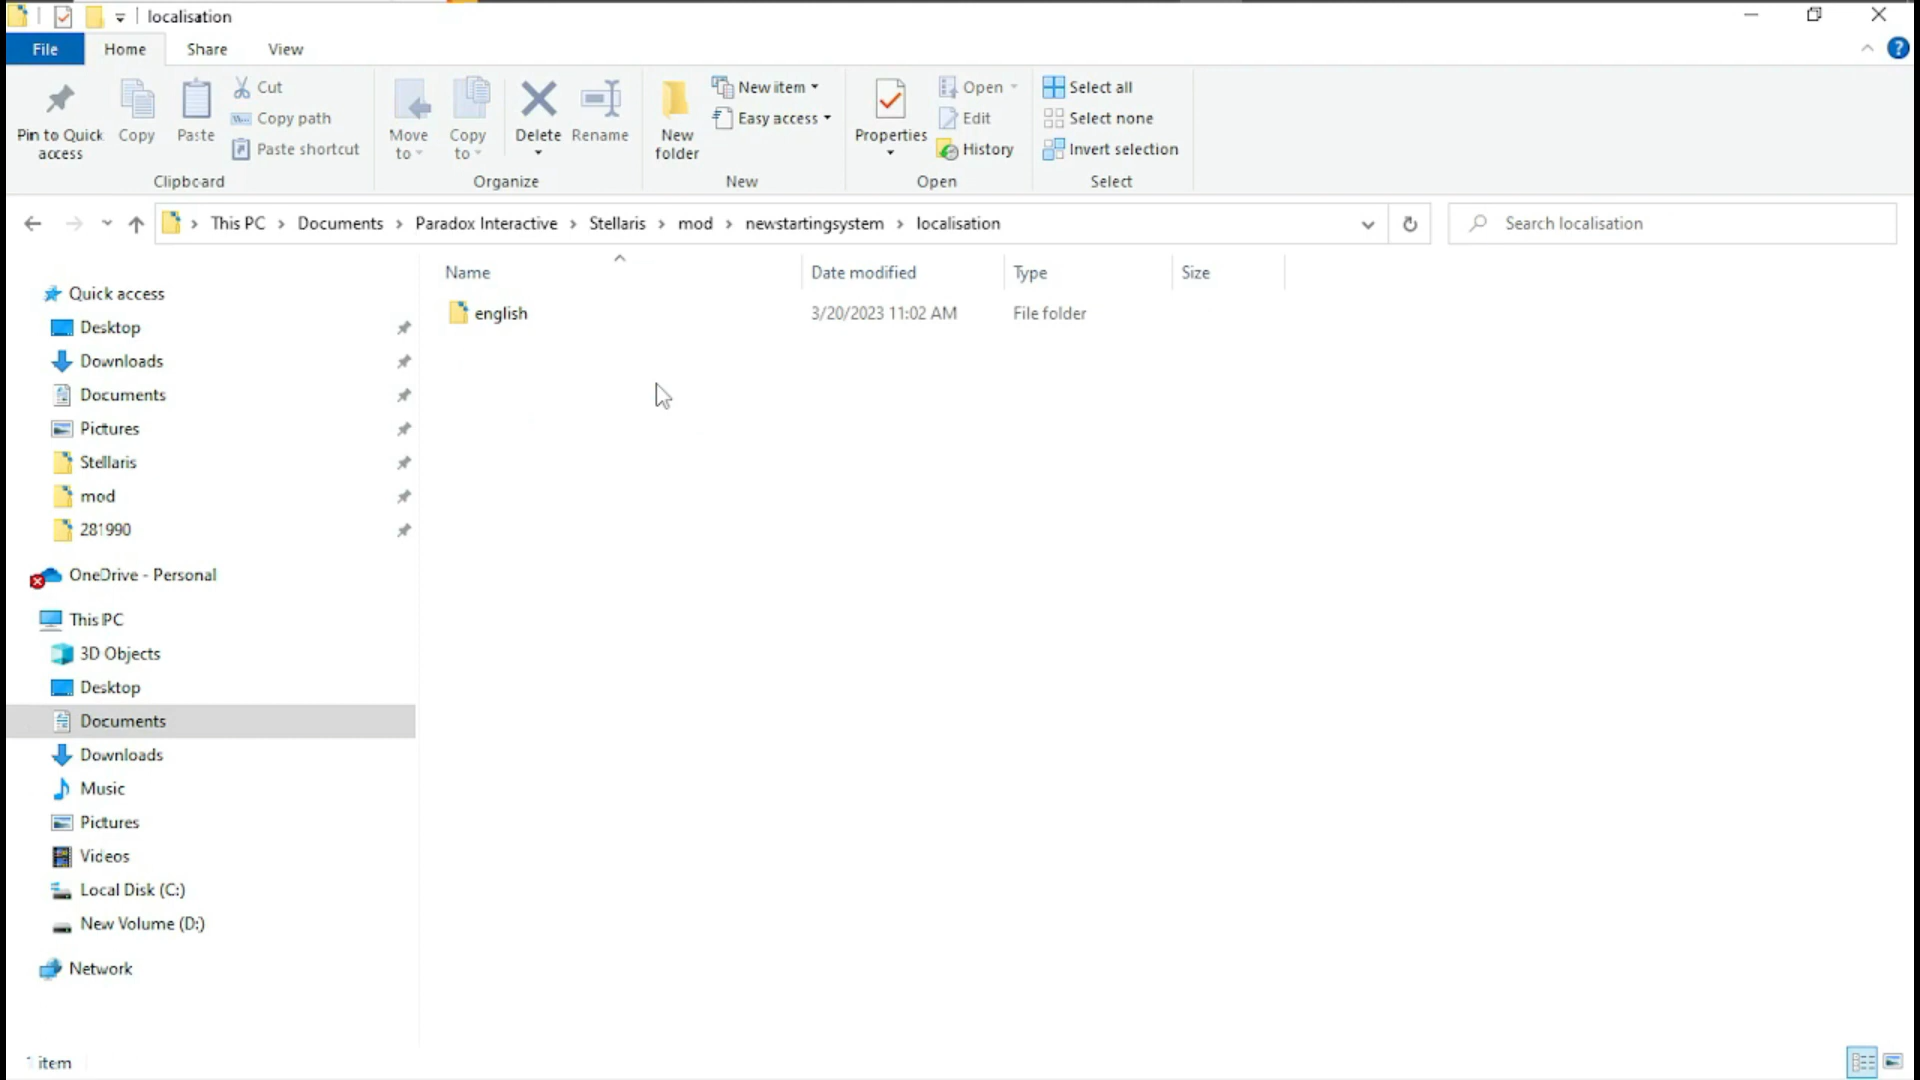 localisation
File Home Share View
Pin to Quick access
Copy
Paste
Cut
Copy path
Paste shortcut
Clipboard
Move to
Copy to
Delete
Rename
Organize
New folder
New item
Easy access
New
Properties
Open
Edit
History
Open
Select all
Select none
Invert selection
Select
This PC > Documents > Paradox Interactive > Stellaris > mod > newstartingsystem > localisation
Search localisation
Name Date modified Type Size
english 3/20/2023 11:02 AM File folder
Quick access
Desktop
Downloads
Documents
Pictures
Stellaris
mod
281990
OneDrive - Personal
This PC
3D Objects
Desktop
Documents
Downloads
Music
Pictures
Videos
Local Disk (C:)
New Volume (D:)
Network
1 item